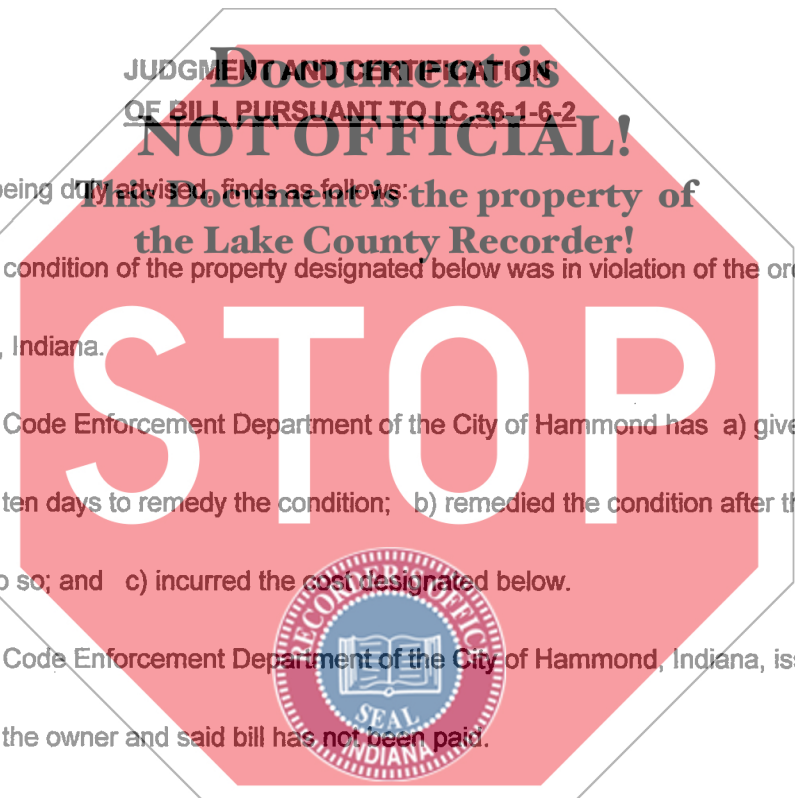 JUDGMENT AND CERTIFICATION
Document is
OF BILL PURSUANT TO I.C. 36-1-6-2
NOT OFFICIAL!
being duly advised, finds as follows:
This Document is the property of
the Lake County Recorder!
condition of the property designated below was in violation of the
, Indiana.
STOP
Code Enforcement Department of the City of Hammond has a)
ten days to remedy the condition; b) remedied the condition after
so; and c) incurred the cost designated below.
RECORDER'S OFFICE
Code Enforcement Department of the City of Hammond, Indiana,
SEAL
the owner and said bill has not been paid.
INDIANA